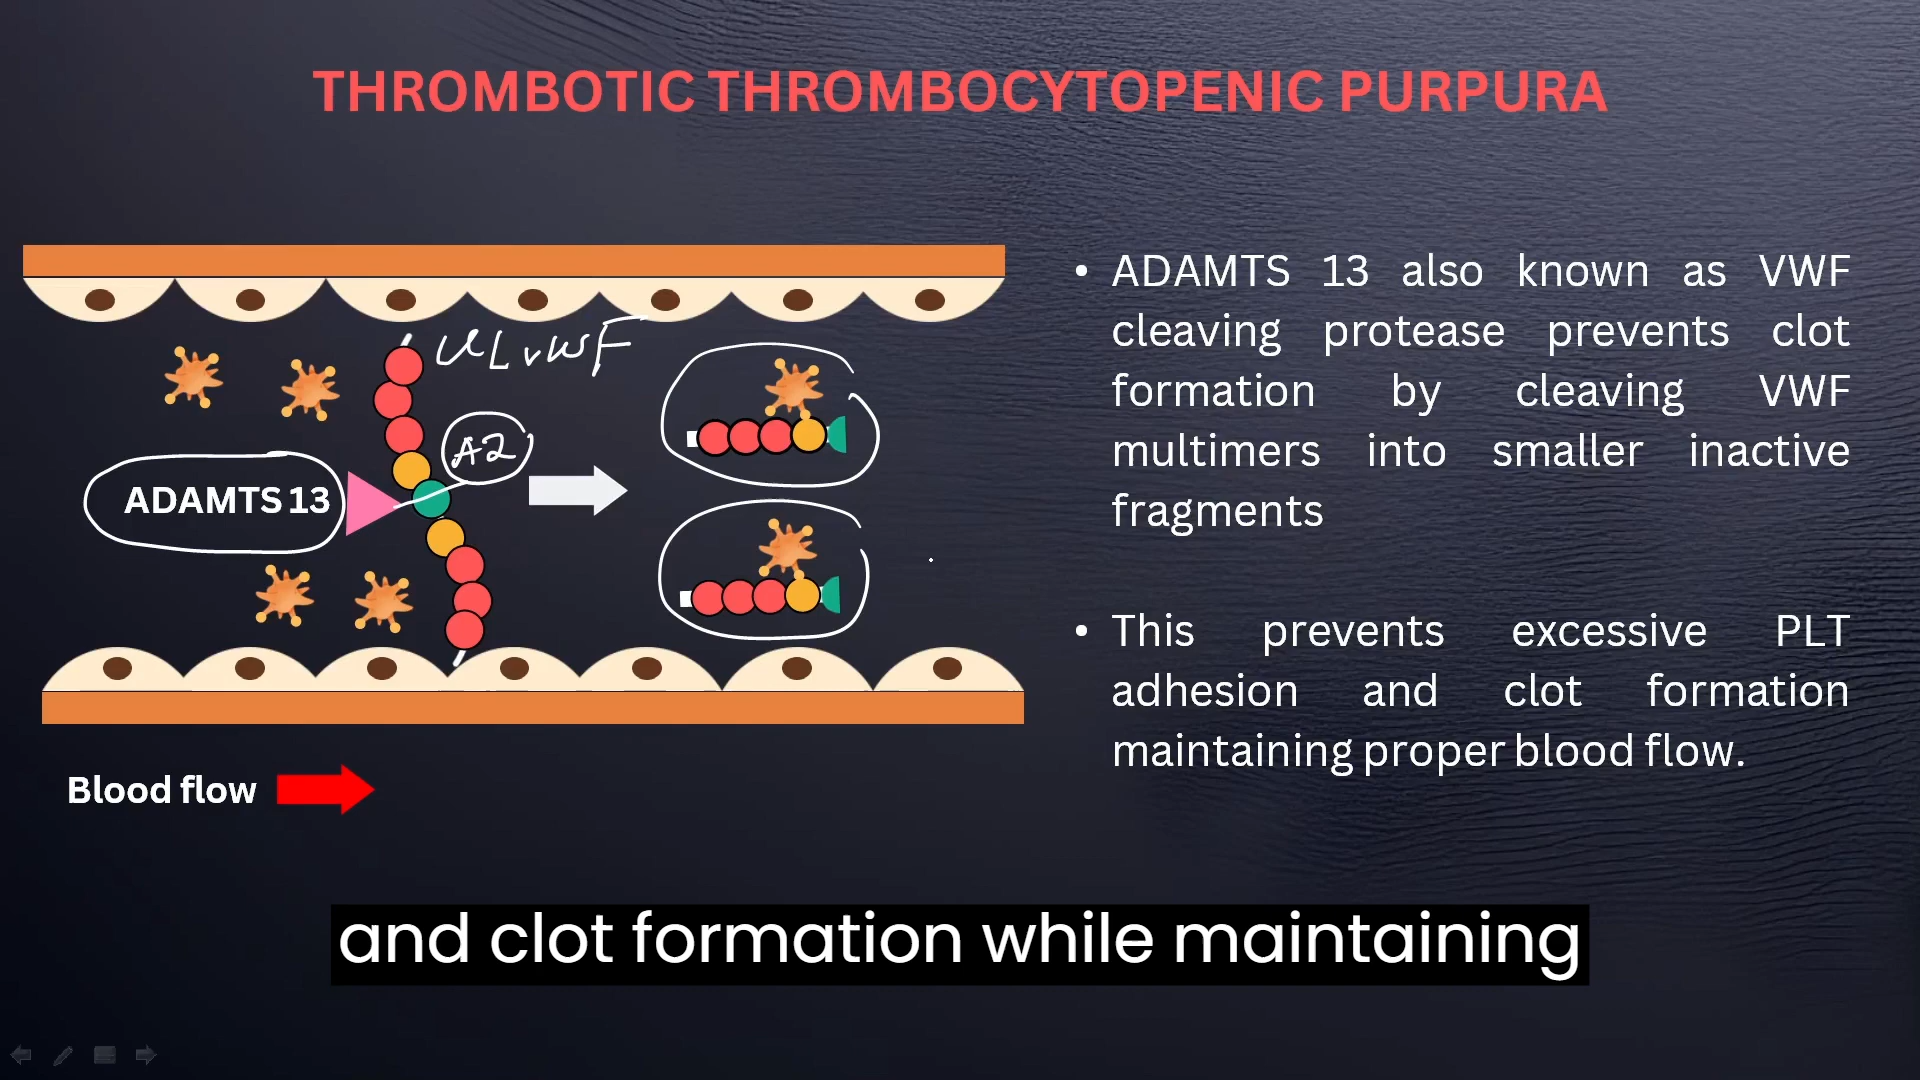 THROMBOTIC THROMBOCYTOPENIC PURPURA
ULvWF
A2
ADAMTS 13
Blood flow
• ADAMTS 13 also known as VWF
cleaving protease prevents clot
formation by cleaving VWF
multimers into smaller inactive
fragments
• This prevents excessive PLT
adhesion and clot formation
maintaining proper blood flow.
and clot formation while maintaining